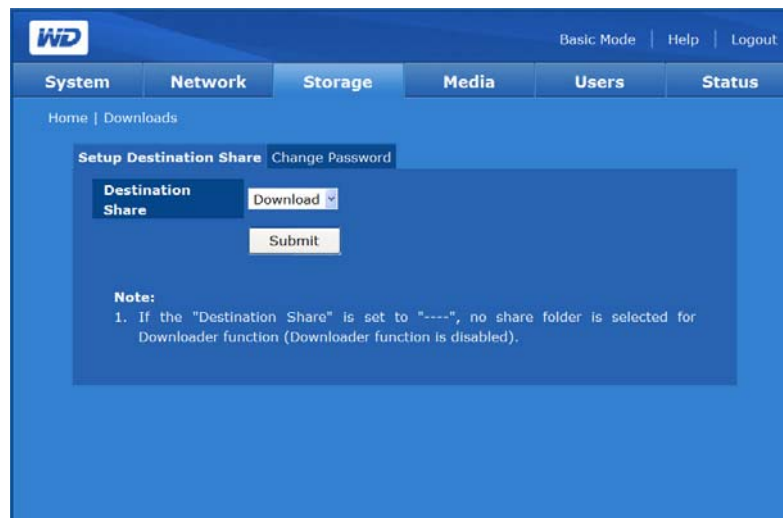 WD
Basic Mode | Help | Logout
System Network Storage Media Users Status
Home | Downloads
Setup Destination Share Change Password
Destination
Share
Download
Submit
Note:
1. If the "Destination Share" is set to "----", no share folder is selected for
Downloader function (Downloader function is disabled).